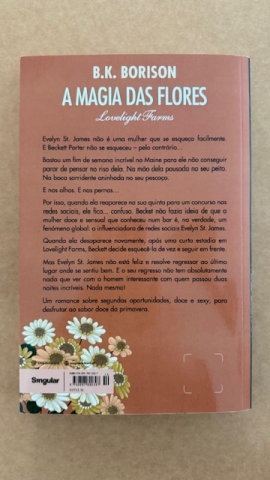 B.K. BORISON
A MAGIA DAS FLORES
Lovelight Farms
Evelyn St. James não é uma mulher que se esqueça facilmente.
E Beckett Porter não se esqueceu – pelo contrário...
Bastou um fim de semana incrível no Maine para ele não conseguir
parar de pensar no riso dela. Na mão dela pousada no seu peito.
Na boca sorridente aninhada no seu pescoço.
E nos olhos. E nas pernas...
Por isso, quando ela reaparece na sua quinta para um concurso nas
redes sociais, ele fica... confuso. Beckett não fazia ideia de que a
mulher doce e sensual que conheceu num bar é, na verdade, um
fenómeno global: a influenciadora de redes sociais Evelyn St. James.
Quando ela desaparece novamente, após uma curta estadia em
Lovelight Farms, Beckett decide esquecê-la de vez e seguir em frente.
Mas Evelyn St. James não está feliz e resolve regressar ao último
lugar onde se sentiu bem. E o seu regresso não tem absolutamente
nada que ver com o homem interessante com quem passou duas
noites incríveis. Nada mesmo!
Um romance sobre segundas oportunidades, doce e sexy, para
desfrutar ao sabor doce da primavera.
Singular